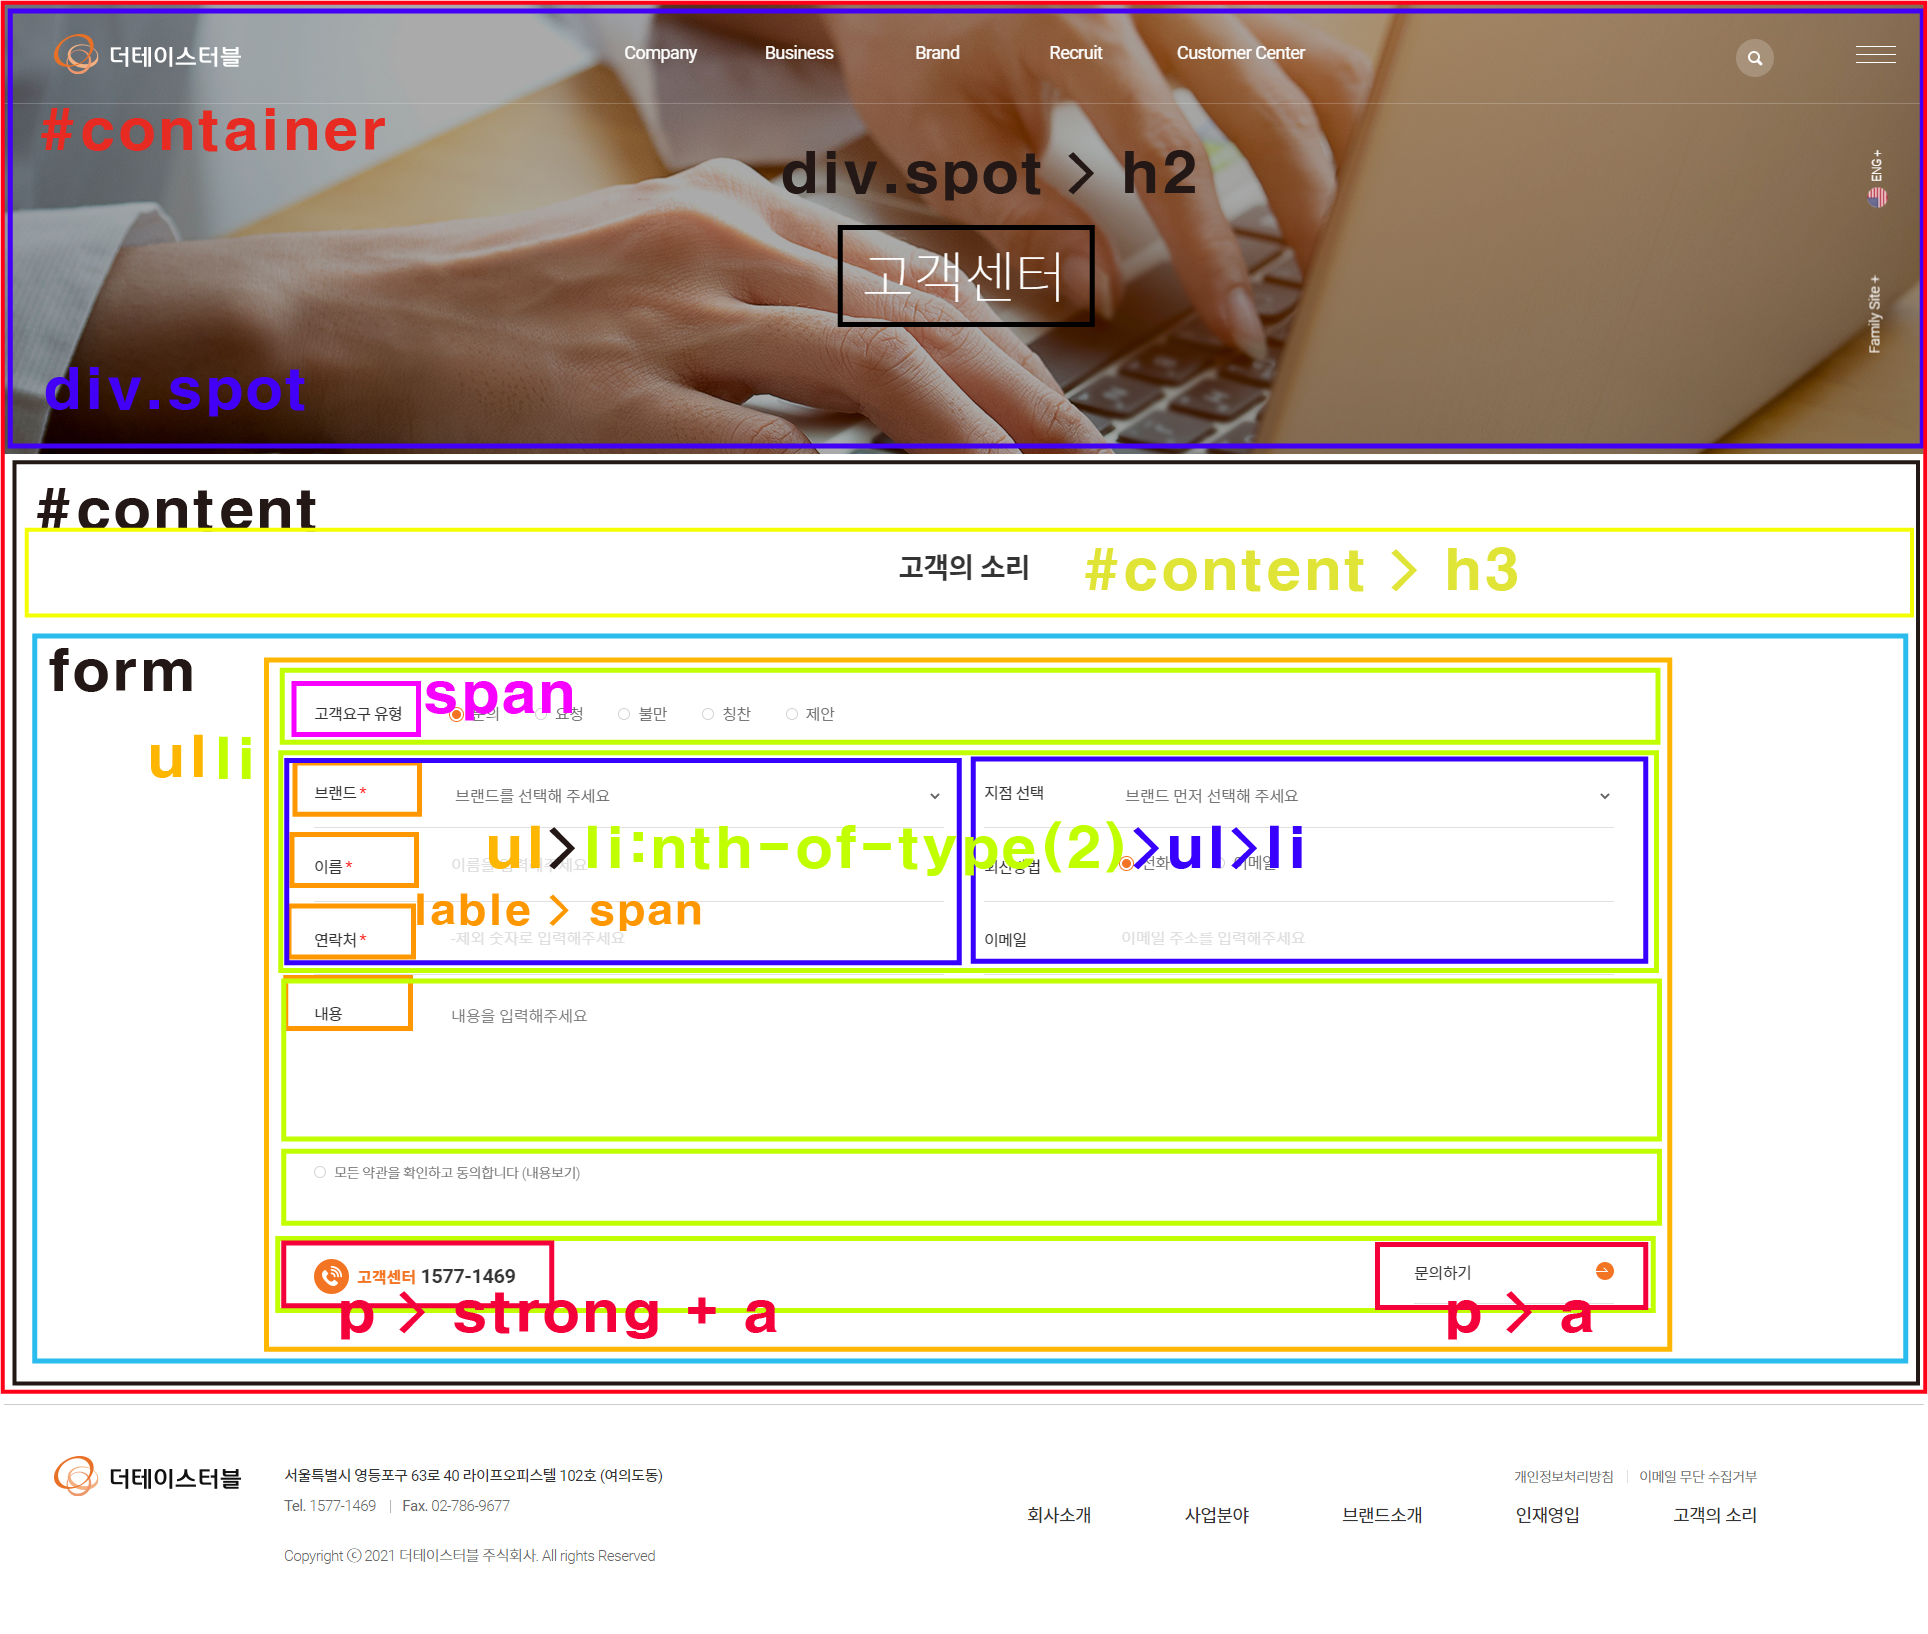 더테이스터블
Company
Business
Brand
Recruit
Customer Center
#container
ENG +
div.spot > h2
고객센터
Family Site +
div.spot
#content
고객의 소리
#content > h3
form
span
고객요구 유형
문의
요청
불만
칭찬
제안
ul li
브랜드 *
브랜드를 선택해 주세요
지점 선택
브랜드 먼저 선택해 주세요
ul>li:nth-of-type(2)>ul>li
이름 *
이름을 입력해주세요
회신방법
전화
이메일
lable > span
연락처 *
-제외 숫자로 입력해주세요
이메일
이메일 주소를 입력해주세요
내용
내용을 입력해주세요
모든 약관을 확인하고 동의합니다 (내용보기)
고객센터 1577-1469
문의하기
p > strong + a
p > a
더테이스터블
서울특별시 영등포구 63로 40 라이프오피스텔 102호 (여의도동)
개인정보처리방침 | 이메일 무단 수집거부
Tel. 1577-1469 | Fax. 02-786-9677
회사소개
사업분야
브랜드소개
인재영입
고객의 소리
Copyright ⓒ 2021 더테이스터블 주식회사. All rights Reserved